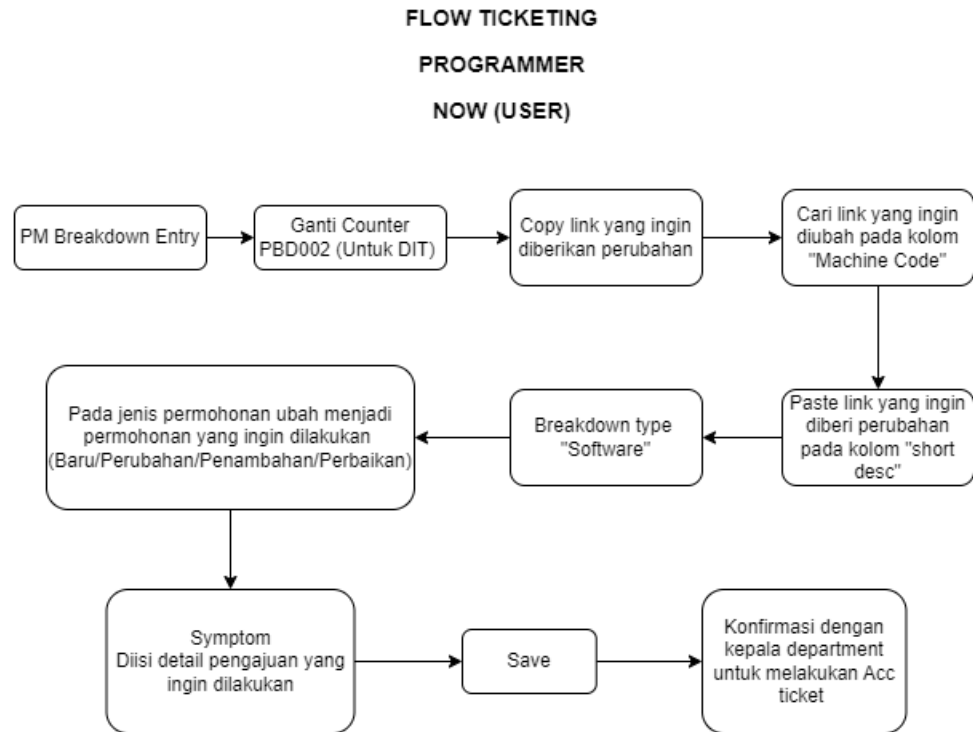 FLOW TICKETING
PROGRAMMER
NOW (USER)
PM Breakdown Entry
Ganti Counter
PBD002 (Untuk DIT)
Copy link yang ingin
diberikan perubahan
Cari link yang ingin
diubah pada kolom
"Machine Code"
Paste link yang ingin
diberi perubahan
pada kolom "short
desc"
Breakdown type
"Software"
Pada jenis permohonan ubah menjadi
permohonan yang ingin dilakukan
(Baru/Perubahan/Penambahan/Perbaikan)
Symptom
Diisi detail pengajuan yang
ingin dilakukan
Save
Konfirmasi dengan
kepala department
untuk melakukan Acc
ticket